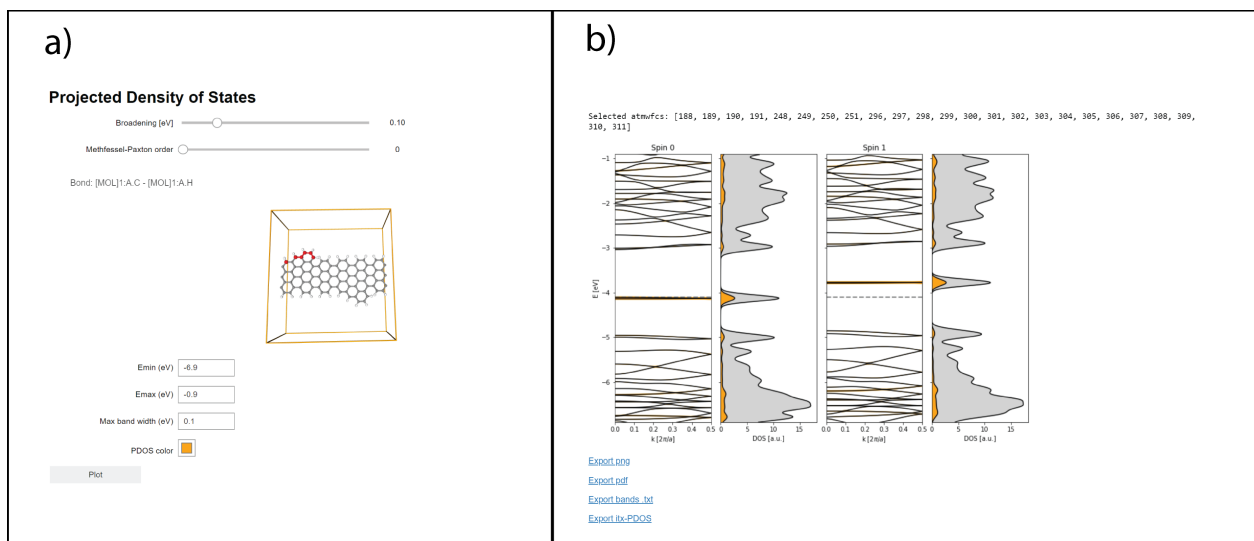 a)
Projected Density of States
Broadening [eV] 0.10
Methfessel-Paxton order 0
Bond: [MOL]1:A.C - [MOL]1:A.H
Emin (eV) -6.9
Emax (eV) -0.9
Max band width (eV) 0.1
PDOS color
Plot
b)
Selected atmwfcs: [188, 189, 190, 191, 248, 249, 250, 251, 296, 297, 298, 299, 300, 301, 302, 303, 304, 305, 306, 307, 308, 309,
310, 311]
Spin 0 Spin 1
−1
−2
−3
−4
−5
−6
E [eV]
0.0 0.1 0.2 0.3 0.4 0.5 0 5 10 15 0.0 0.1 0.2 0.3 0.4 0.5 0 5 10 15
k [2π/a] DOS [a.u.] k [2π/a] DOS [a.u.]
Export png
Export pdf
Export bands .txt
Export itx-PDOS